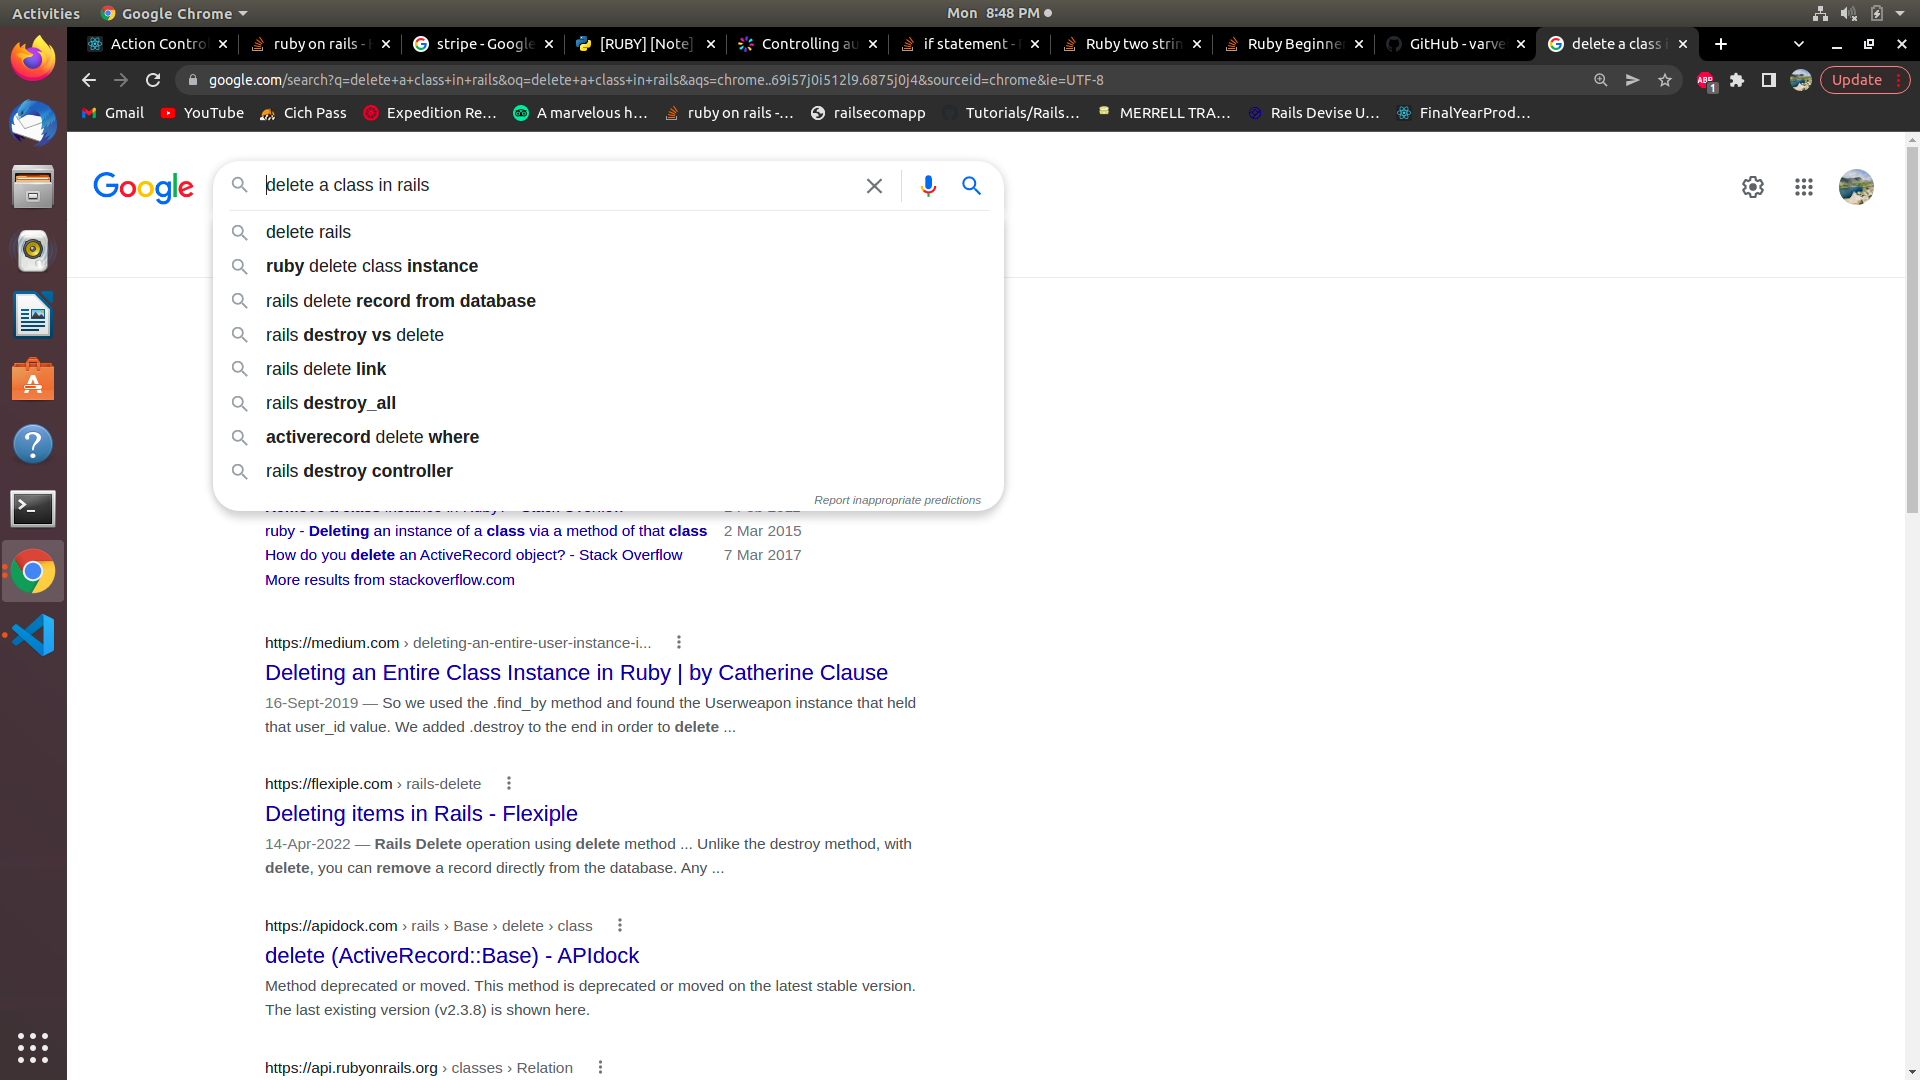 Activities
Google Chrome
Mon 8:48 PM
Action Contro
ruby on rails -
stripe - Google
[RUBY] [Note]
Controlling au
if statement -
Ruby two strin
Ruby Beginne
GitHub - varve
delete a class i
google.com/search?q=delete+a+class+in+rails&oq=delete+a+class+in+rails&aqs=chrome..69i57j0i512l9.6875j0j4&sourceid=chrome&ie=UTF-8
ABP
1
Update
Gmail
YouTube
Cich Pass
Expedition Re...
A marvelous h...
ruby on rails -...
railsecomapp
Tutorials/Rails...
MERRELL TRA...
Rails Devise U...
FinalYearProd...
Google
delete a class in rails
delete rails
ruby delete class instance
rails delete record from database
rails destroy vs delete
rails delete link
rails destroy_all
activerecord delete where
rails destroy controller
Report inappropriate predictions
ruby - Deleting an instance of a class via a method of that class
2 Mar 2015
How do you delete an ActiveRecord object? - Stack Overflow
7 Mar 2017
More results from stackoverflow.com
https://medium.com › deleting-an-entire-user-instance-i...
Deleting an Entire Class Instance in Ruby | by Catherine Clause
16-Sept-2019 — So we used the .find_by method and found the Userweapon instance that held
that user_id value. We added .destroy to the end in order to delete ...
https://flexiple.com › rails-delete
Deleting items in Rails - Flexiple
14-Apr-2022 — Rails Delete operation using delete method ... Unlike the destroy method, with
delete, you can remove a record directly from the database. Any ...
https://apidock.com › rails › Base › delete › class
delete (ActiveRecord::Base) - APIdock
Method deprecated or moved. This method is deprecated or moved on the latest stable version.
The last existing version (v2.3.8) is shown here.
https://api.rubyonrails.org › classes › Relation